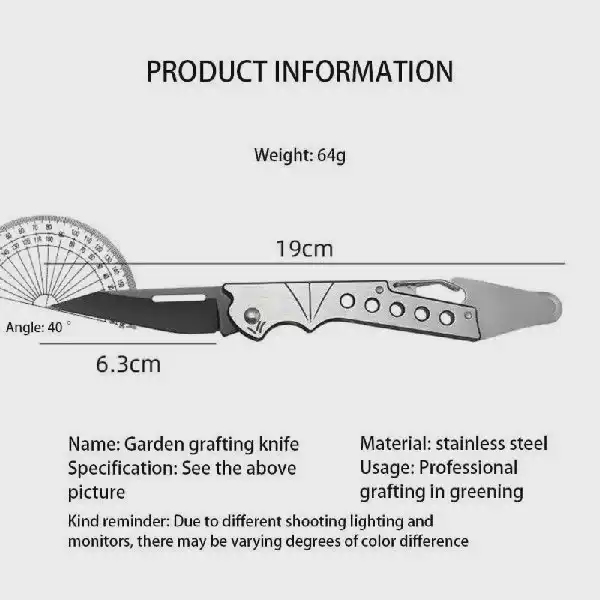 PRODUCT INFORMATION
Weight: 64g
19cm
Angle: 40 °
6.3cm
Name: Garden grafting knife
Specification: See the above
picture
Material: stainless steel
Usage: Professional
grafting in greening
Kind reminder: Due to different shooting lighting and
monitors, there may be varying degrees of color difference